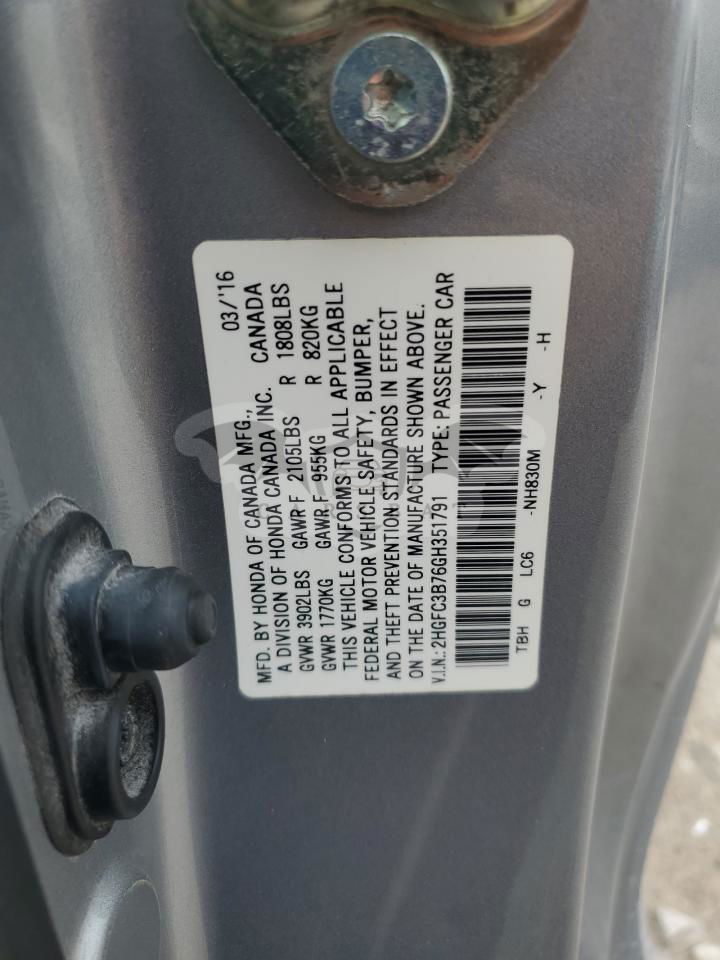 MFD. BY HONDA OF CANADA MFG., 03/'16
A DIVISION OF HONDA CANADA INC. CANADA
GVWR 3902LBS GAWR F 2105LBS R 1808LBS
GVWR 1770KG GAWR F 955KG R 820KG
THIS VEHICLE CONFORMS TO ALL APPLICABLE
FEDERAL MOTOR VEHICLE SAFETY, BUMPER,
AND THEFT PREVENTION STANDARDS IN EFFECT
ON THE DATE OF MANUFACTURE SHOWN ABOVE.
V.I.N.: 2HGFC3B76GH351791 TYPE: PASSENGER CAR
TBH G LC6 -NH830M -Y -H